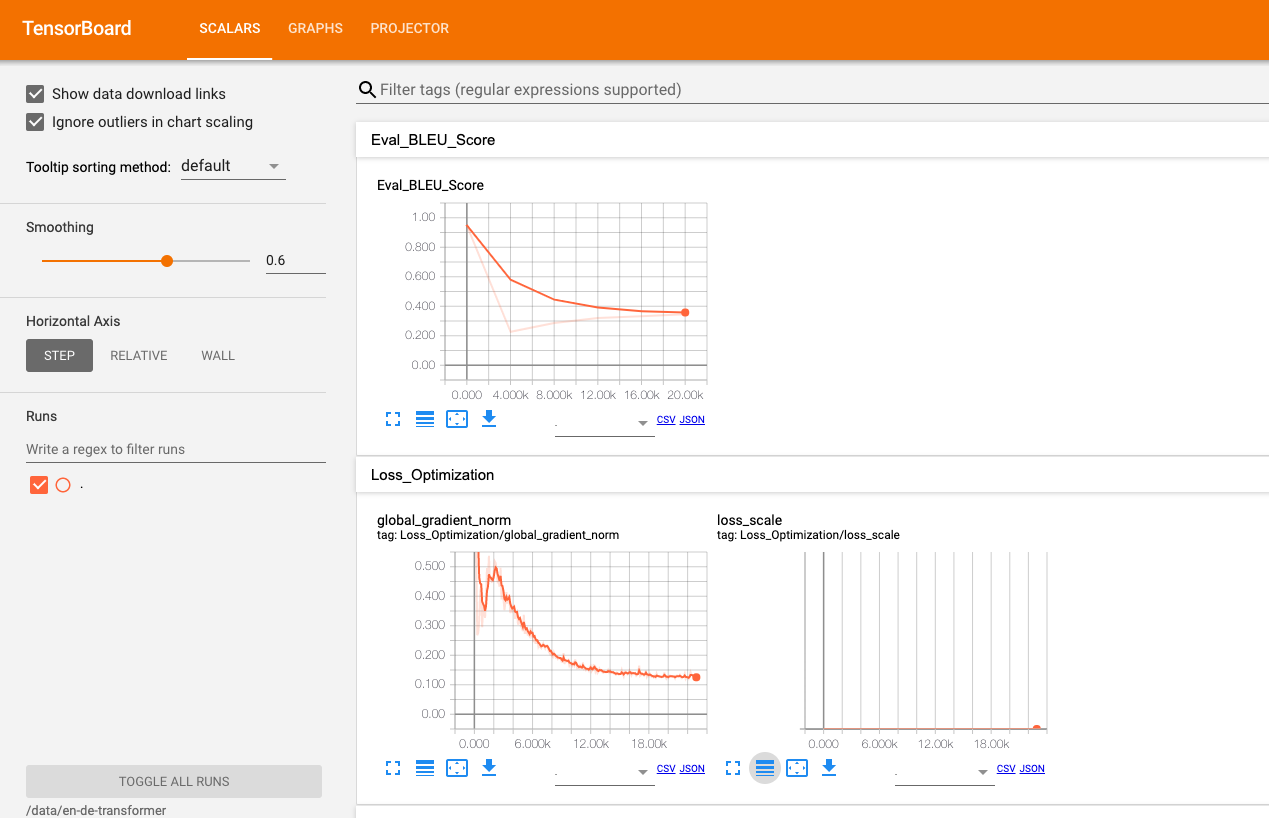 TensorBoard SCALARS GRAPHS PROJECTOR
Show data download links
Ignore outliers in chart scaling
Tooltip sorting method: default
Smoothing
0.6
Horizontal Axis
STEP RELATIVE WALL
Runs
Write a regex to filter runs
.
TOGGLE ALL RUNS
/data/en-de-transformer
Filter tags (regular expressions supported)
Eval_BLEU_Score
Eval_BLEU_Score
1.00
0.800
0.600
0.400
0.200
0.00
0.000 4.000k 8.000k 12.00k 16.00k 20.00k
. CSV JSON
Loss_Optimization
global_gradient_norm
tag: Loss_Optimization/global_gradient_norm
0.500
0.400
0.300
0.200
0.100
0.00
0.000 6.000k 12.00k 18.00k
. CSV JSON
loss_scale
tag: Loss_Optimization/loss_scale
0.000 6.000k 12.00k 18.00k
. CSV JSON